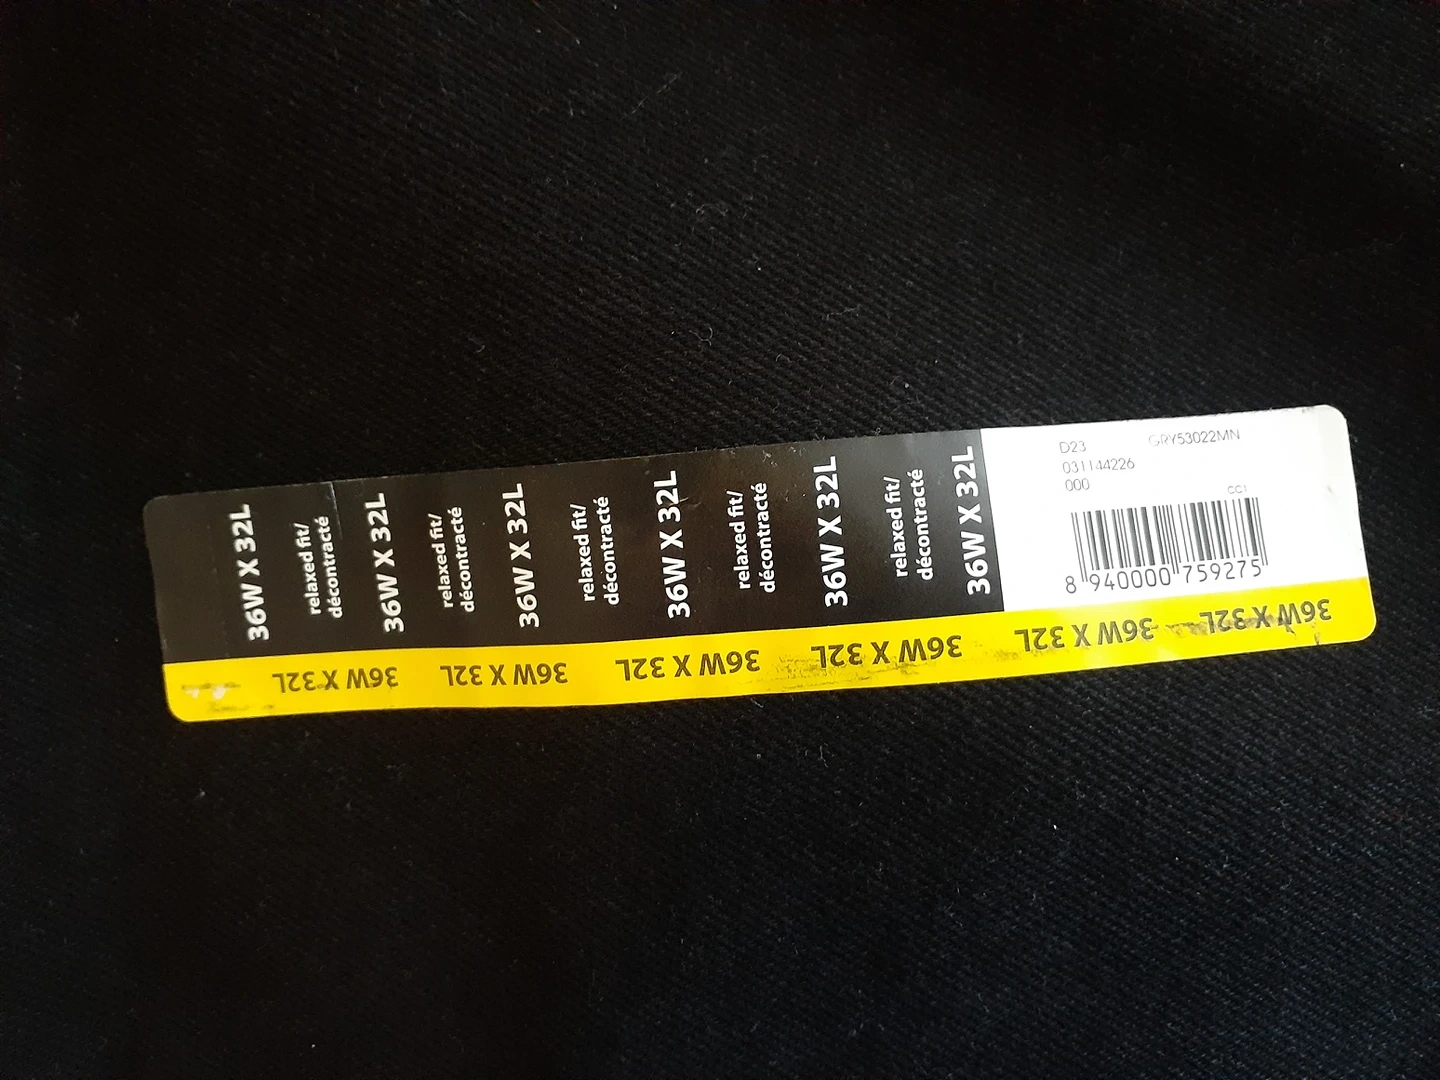 36W X 32L
relaxed fit/
décontracté
36W X 32L
relaxed fit/
décontracté
36W X 32L
relaxed fit/
décontracté
36W X 32L
relaxed fit/
décontracté
36W X 32L
relaxed fit/
décontracté
36W X 32L
D23 GRY53022MN
031144226
000
CC1
8 940000 759275
36W X 32L
36W X 32L
36W X 32L
36W X 32L
36W X 32L
36W X 32L